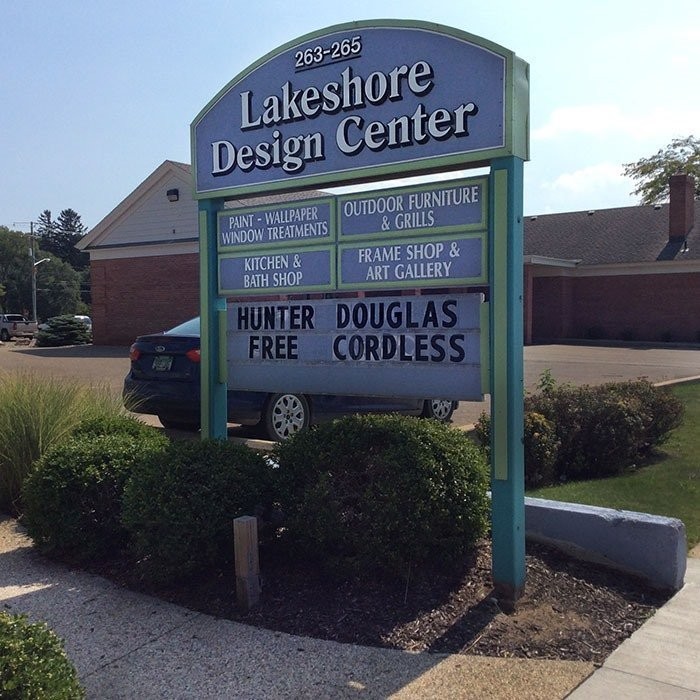 263-265
Lakeshore
Design Center
PAINT - WALLPAPER
WINDOW TREATMENTS
OUTDOOR FURNITURE
& GRILLS
KITCHEN &
BATH SHOP
FRAME SHOP &
ART GALLERY
HUNTER DOUGLAS
FREE CORDLESS